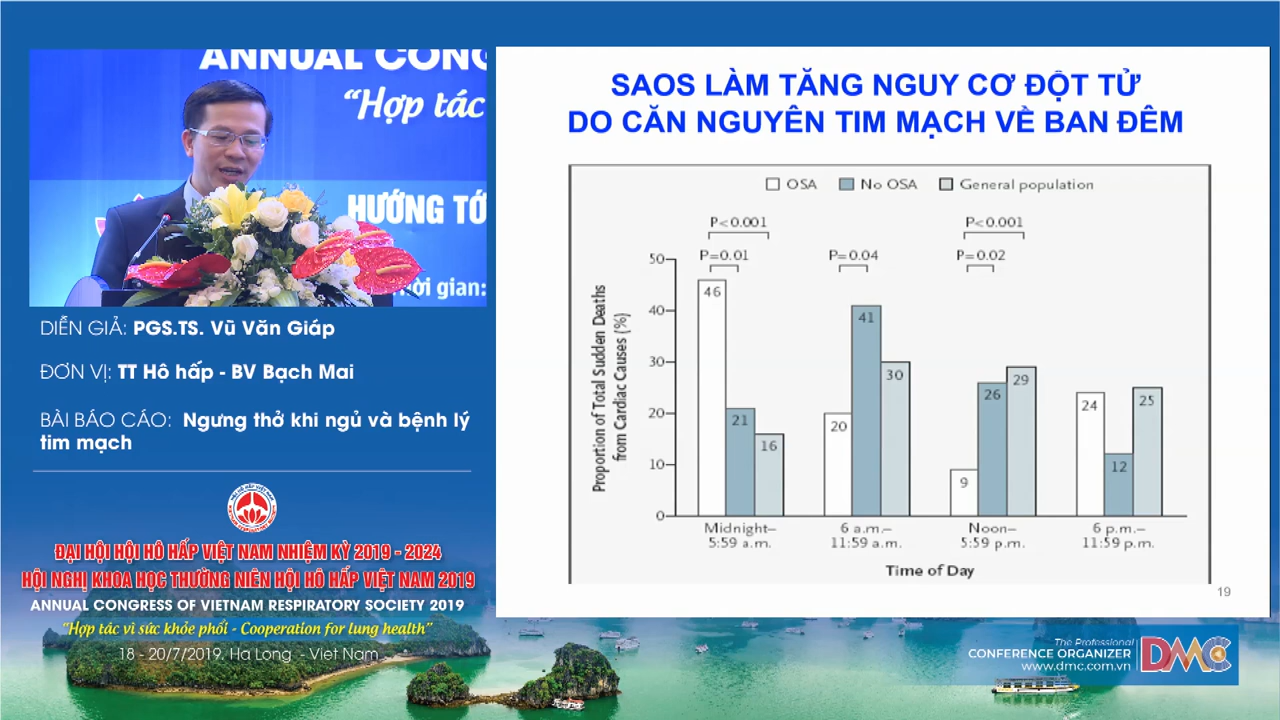 ANNUAL CONG
“Hợp tác
HƯỚNG TỚ
hời gian:
DIỄN GIẢ: PGS.TS. Vũ Văn Giáp
ĐƠN VỊ: TT Hô hấp - BV Bạch Mai
BÀI BÁO CÁO: Ngưng thở khi ngủ và bệnh lý
tim mạch
ĐẠI HỘI HỘI HÔ HẤP VIỆT NAM NHIỆM KỲ 2019 - 2024
HỘI NGHỊ KHOA HỌC THƯỜNG NIÊN HỘI HÔ HẤP VIỆT NAM 2019
ANNUAL CONGRESS OF VIETNAM RESPIRATORY SOCIETY 2019
“Hợp tác vì sức khỏe phổi - Cooperation for lung health”
18 - 20/7/2019. Ha Long - Viet Nam
SAOS LÀM TĂNG NGUY CƠ ĐỘT TỬ
DO CĂN NGUYÊN TIM MẠCH VỀ BAN ĐÊM
OSA No OSA General population
P<0.001 P<0.001
P=0.01 P=0.04 P=0.02
Proportion of Total Sudden Deaths
from Cardiac Causes (%)
50
40
30
20
10
0
46 21 16
20 41 30
9 26 29
24 12 25
Midnight–
5:59 a.m.
6 a.m.–
11:59 a.m.
Noon–
5:59 p.m.
6 p.m.–
11:59 p.m.
Time of Day
19
The Professional
CONFERENCE ORGANIZER
www.dmc.com.vn
DMC